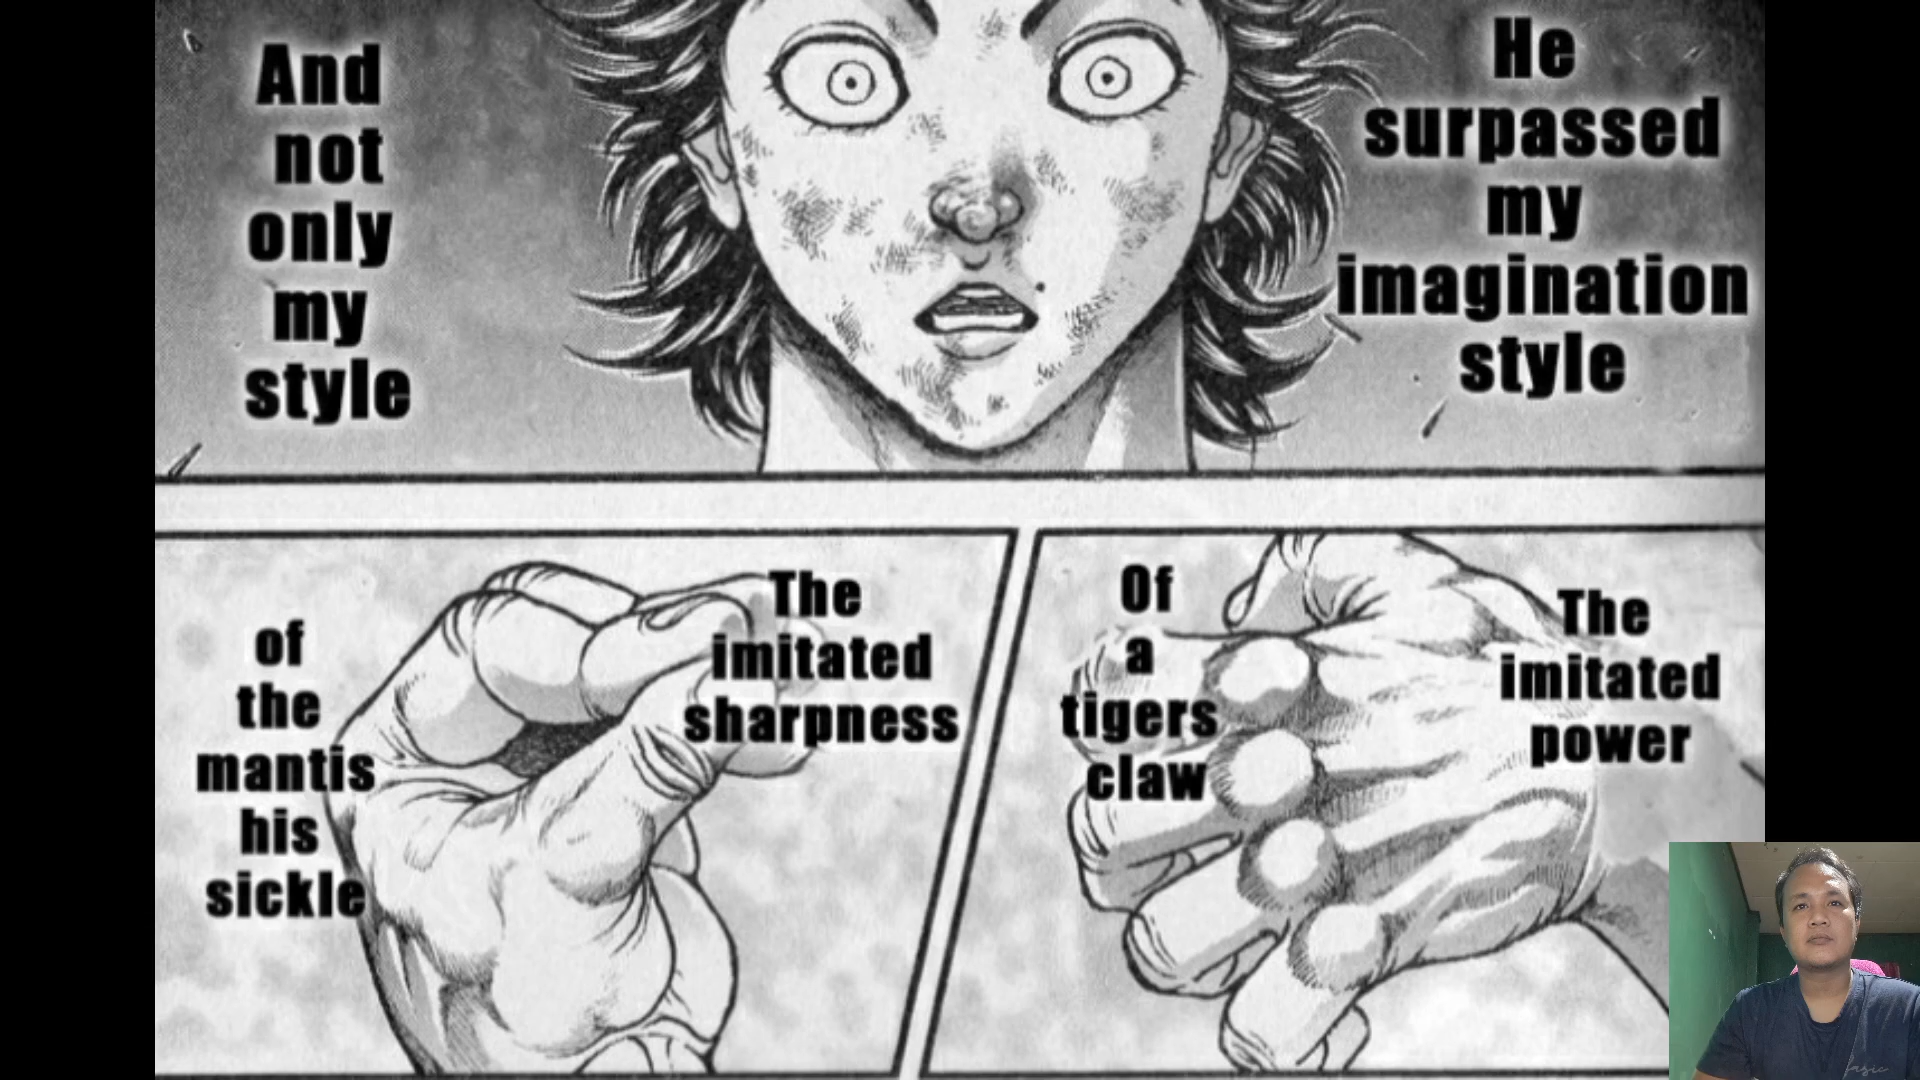 He
surpassed
my
imagination
style
And
not
only
my
style
The
imitated
power
Of
a
tigers
claw
The
imitated
sharpness
of
the
mantis
his
sickle